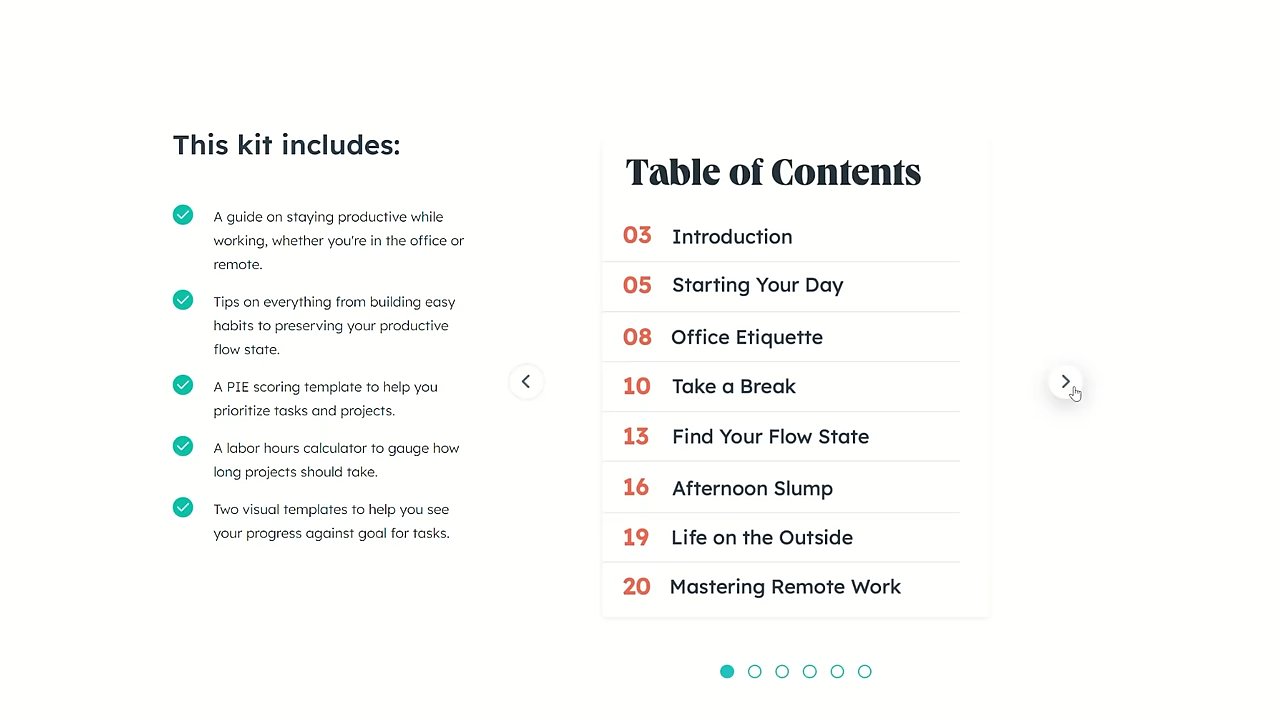 This kit includes:
A guide on staying productive while
working, whether you're in the office or
remote.
Tips on everything from building easy
habits to preserving your productive
flow state.
A PIE scoring template to help you
prioritize tasks and projects.
A labor hours calculator to gauge how
long projects should take.
Two visual templates to help you see
your progress against goal for tasks.
Table of Contents
03 Introduction
05 Starting Your Day
08 Office Etiquette
10 Take a Break
13 Find Your Flow State
16 Afternoon Slump
19 Life on the Outside
20 Mastering Remote Work